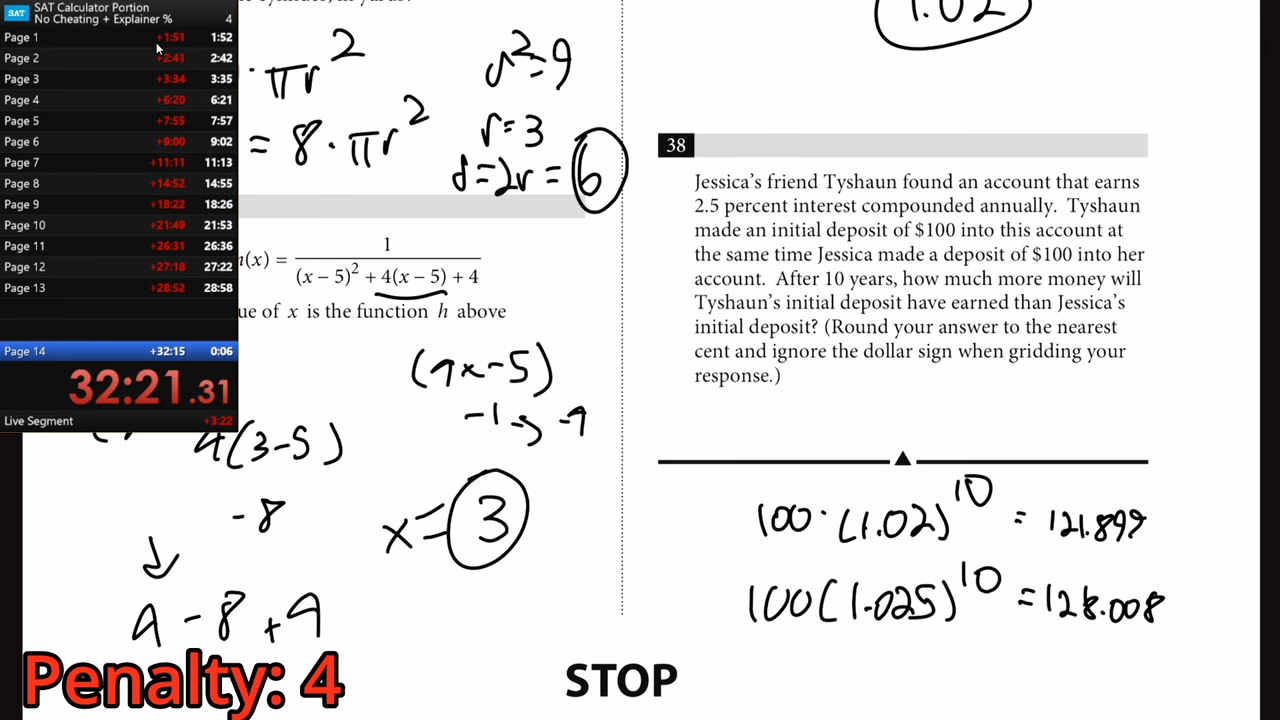 SAT
SAT Calculator Portion
No Cheating + Explainer % 4
Page 1 +1:51 1:52
Page 2 +2:41 2:42
Page 3 +3:34 3:35
Page 4 +6:20 6:21
Page 5 +7:55 7:57
Page 6 +9:00 9:02
Page 7 +11:11 11:13
Page 8 +14:52 14:55
Page 9 +18:22 18:26
Page 10 +21:49 21:53
Page 11 +26:31 26:36
Page 12 +27:18 27:22
Page 13 +28:52 28:58
Page 14 +32:15 0:06
32:21.31
Live Segment +3:22
· πr²
= 8 · πr²
r²=9
r=3
d=2r=6
h(x) = 1/((x − 5)² + 4(x − 5) + 4)
ue of x is the function h above
(4x-5)
-1→-4
4(3-5)
-8
x=3
4-8+4
Penalty: 4
1.02
38
Jessica's friend Tyshaun found an account that earns
2.5 percent interest compounded annually. Tyshaun
made an initial deposit of $100 into this account at
the same time Jessica made a deposit of $100 into her
account. After 10 years, how much more money will
Tyshaun's initial deposit have earned than Jessica's
initial deposit? (Round your answer to the nearest
cent and ignore the dollar sign when gridding your
response.)
100·(1.02)¹⁰ = 121.899
100(1.025)¹⁰ = 128.008
STOP